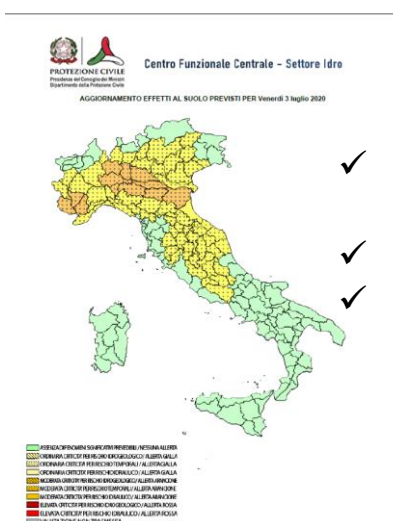 PROTEZIONE CIVILE
Presidenza del Consiglio dei Ministri
Dipartimento della Protezione Civile
Centro Funzionale Centrale – Settore Idro
AGGIORNAMENTO EFFETTI AL SUOLO PREVISTI PER Venerdì 3 luglio 2020
ASSENZA DI FENOMENI SIGNIFICATIVI PREVEDIBILI / NESSUNA ALLERTA
ORDINARIA CRITICITA' PER RISCHIO IDROGEOLOGICO / ALLERTA GIALLA
ORDINARIA CRITICITA' PER RISCHIO TEMPORALI / ALLERTA GIALLA
ORDINARIA CRITICITA' PER RISCHIO IDRAULICO / ALLERTA GIALLA
MODERATA CRITICITA' PER RISCHIO IDROGEOLOGICO / ALLERTA ARANCIONE
MODERATA CRITICITA' PER RISCHIO TEMPORALI / ALLERTA ARANCIONE
MODERATA CRITICITA' PER RISCHIO IDRAULICO / ALLERTA ARANCIONE
ELEVATA CRITICITA' PER RISCHIO IDROGEOLOGICO / ALLERTA ROSSA
ELEVATA CRITICITA' PER RISCHIO IDRAULICO / ALLERTA ROSSA